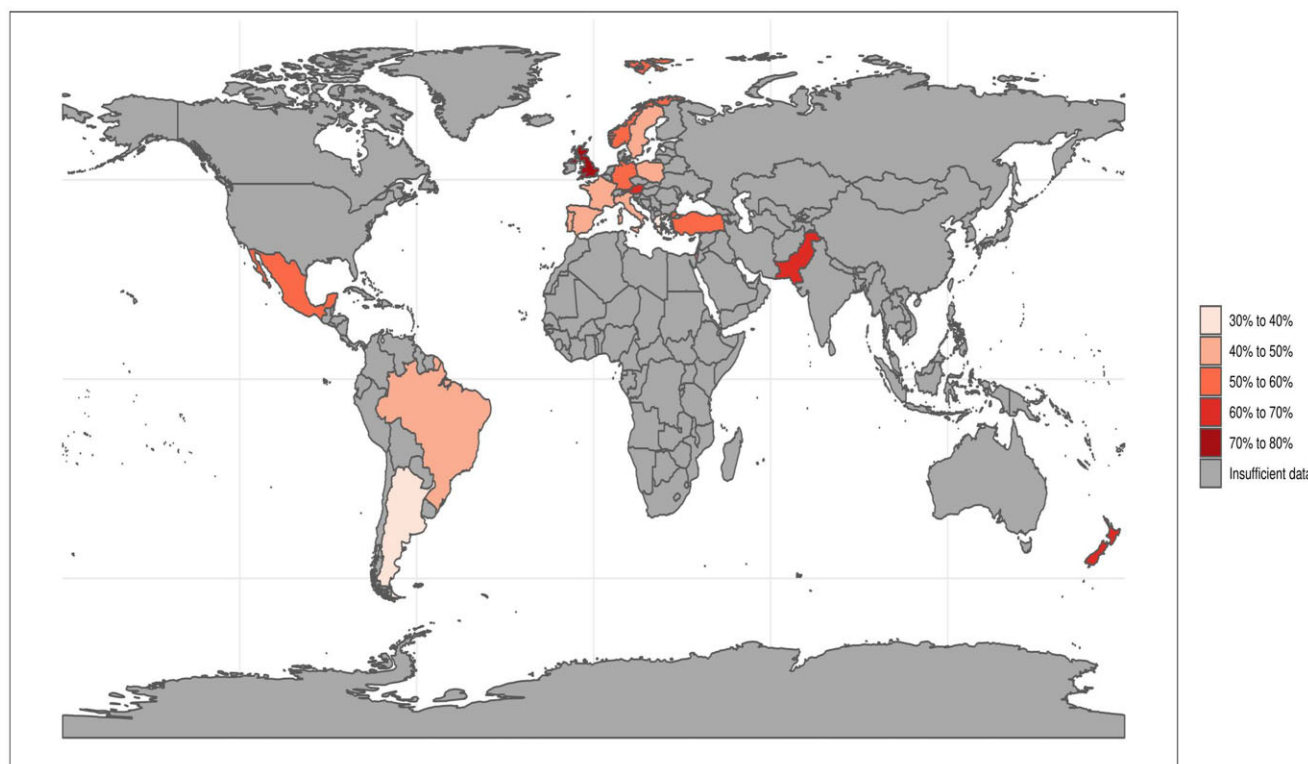 30% to 40%
40% to 50%
50% to 60%
60% to 70%
70% to 80%
Insufficient data